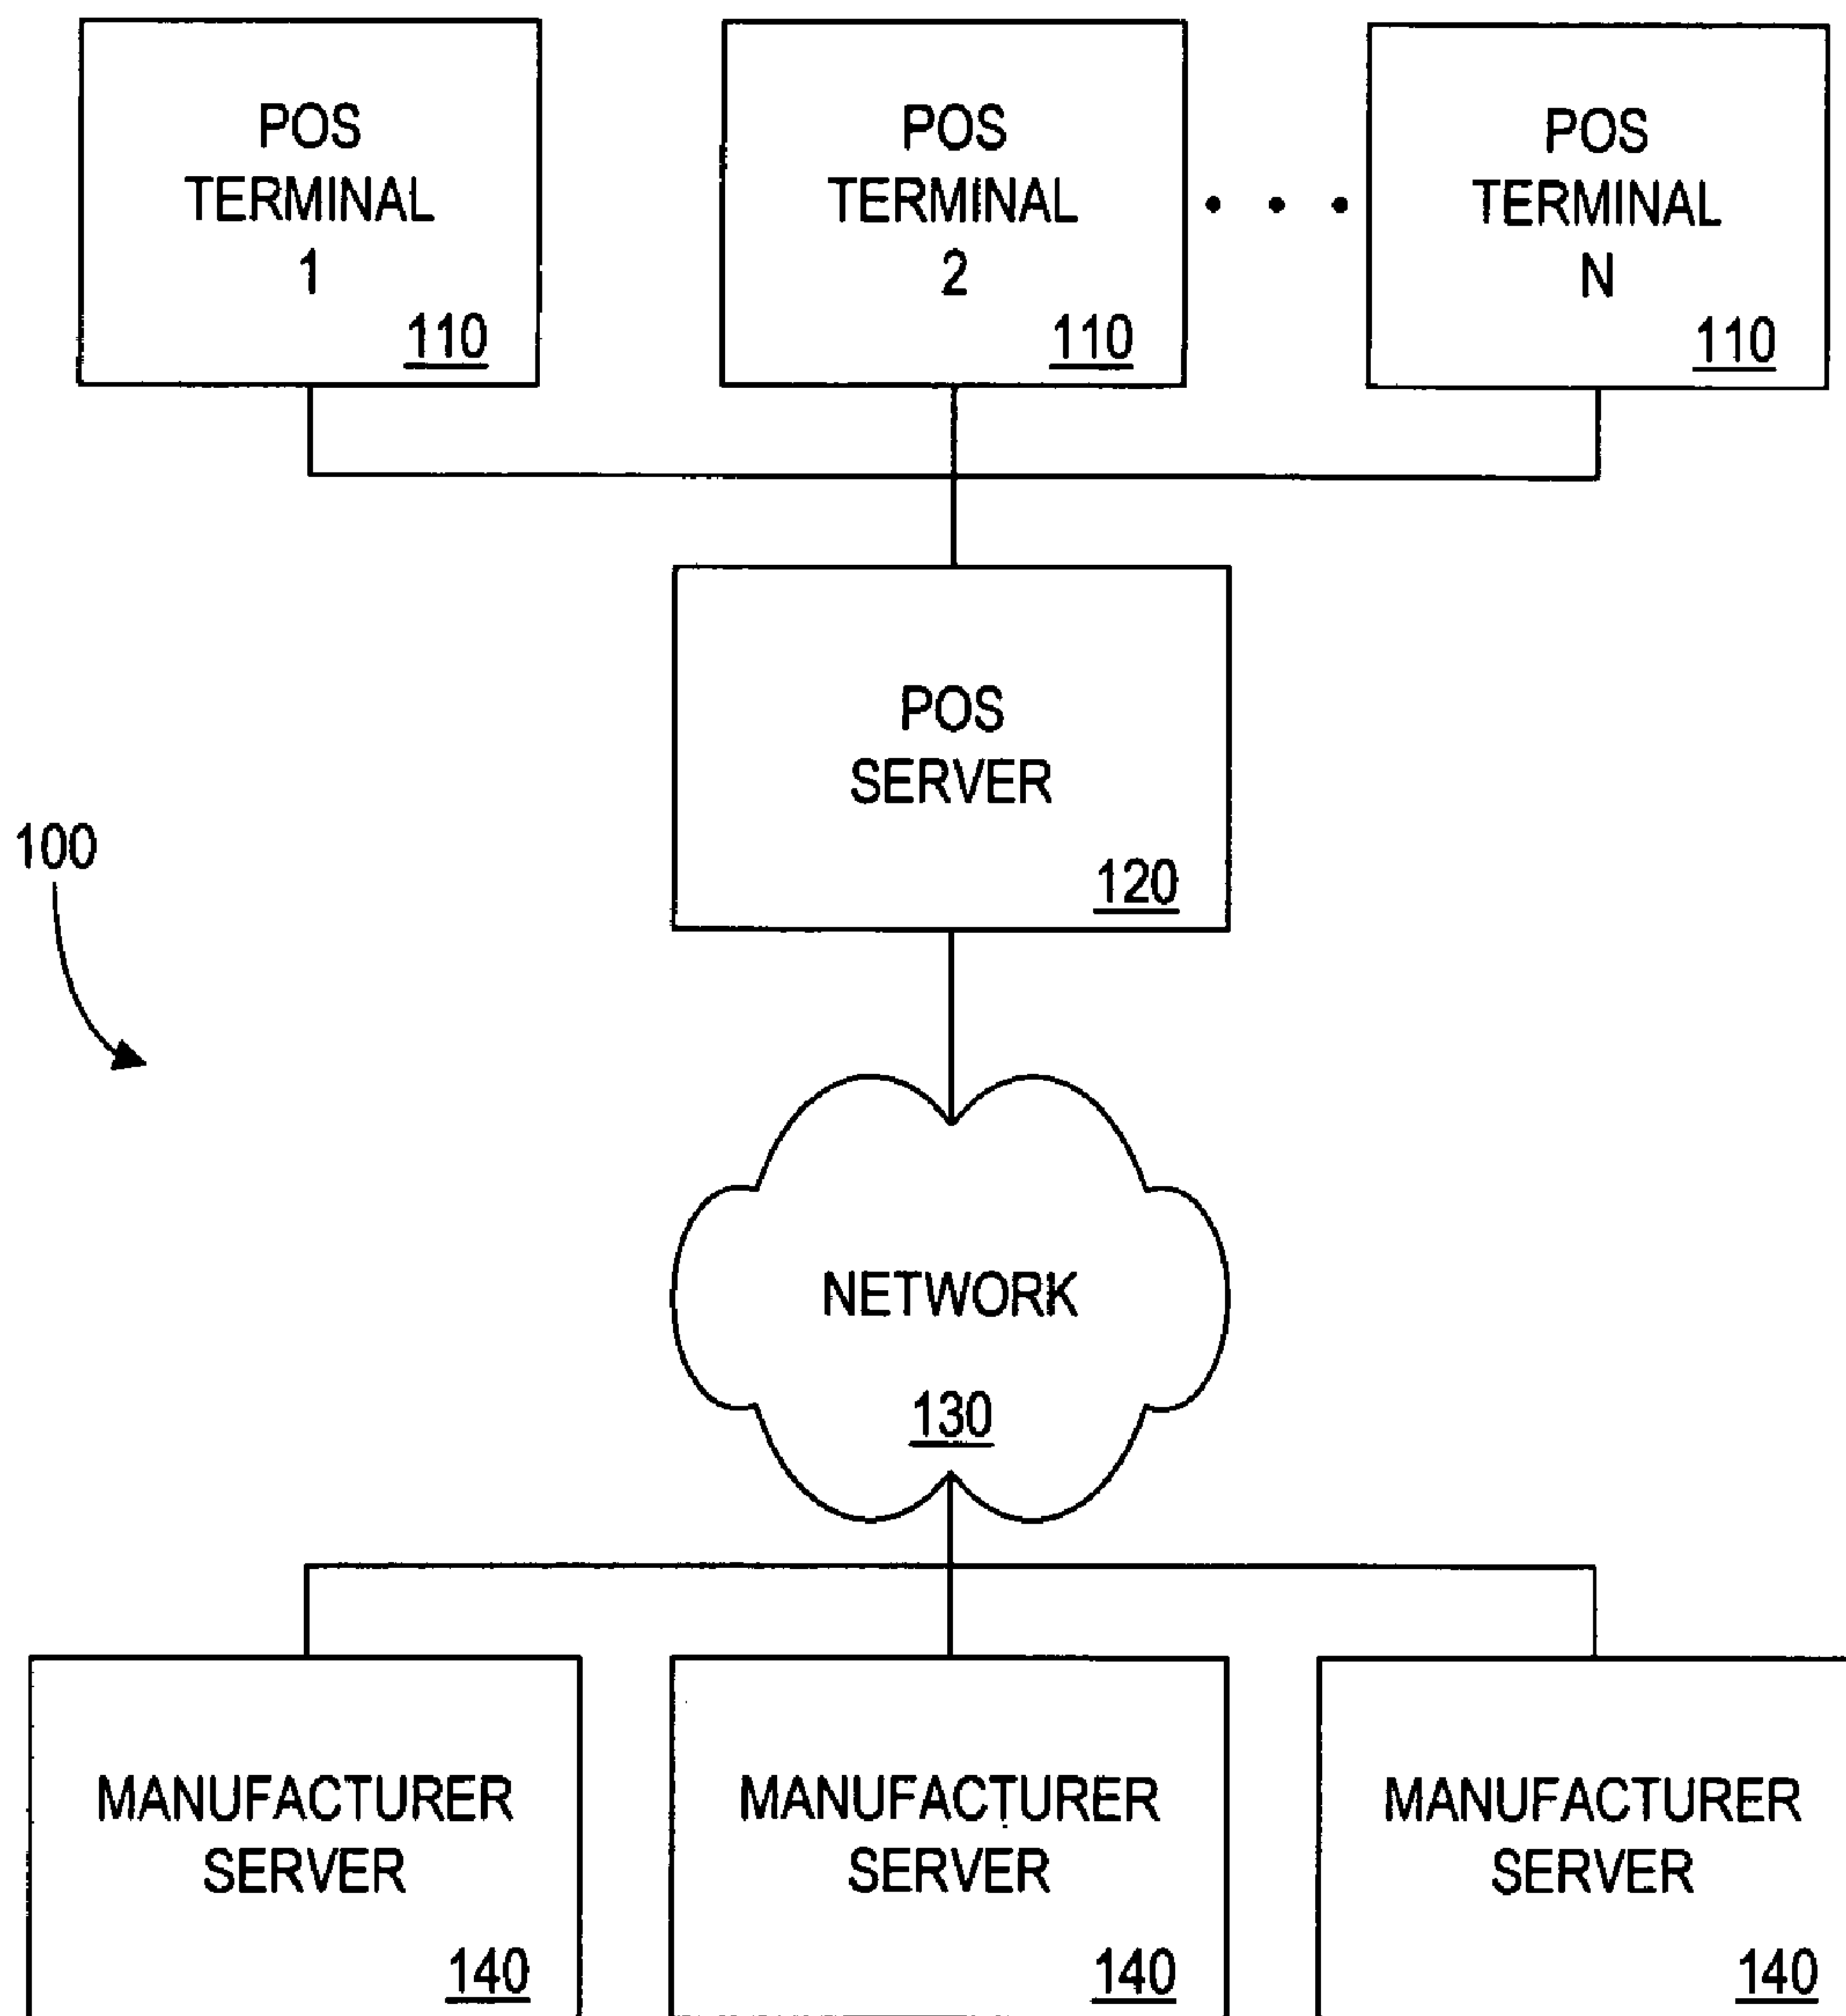 POS
TERMINAL
1
110
POS
TERMINAL
2
110
POS
TERMINAL
N
110
POS
SERVER
120
100
NETWORK
130
MANUFACTURER
SERVER
140
MANUFACTURER
SERVER
140
MANUFACTURER
SERVER
140